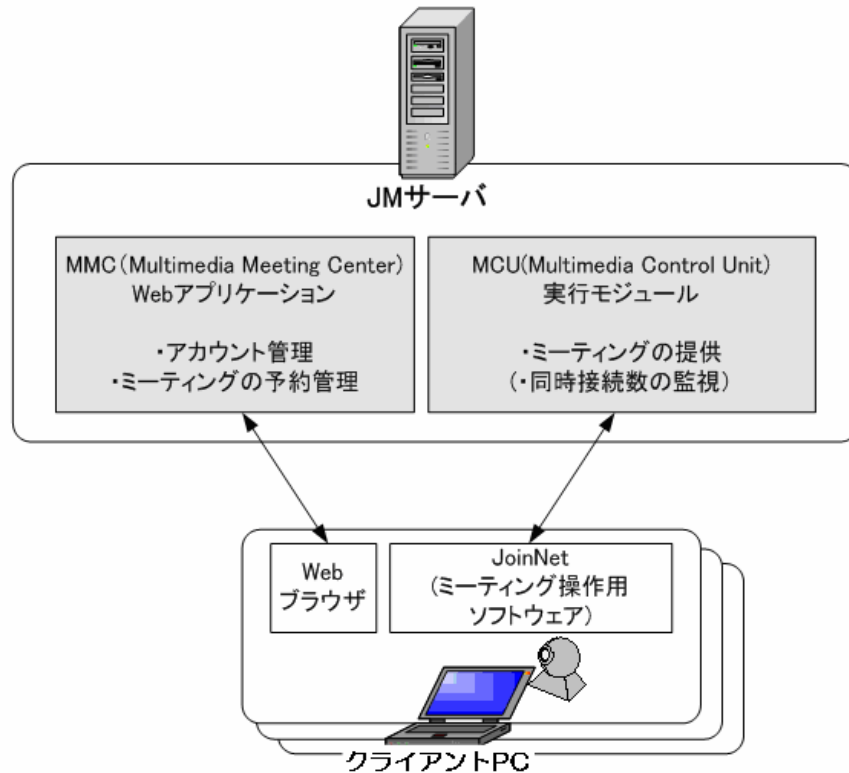 JMサーバ
MMC(Multimedia Meeting Center)
Webアプリケーション
・アカウント管理
・ミーティングの予約管理
MCU(Multimedia Control Unit)
実行モジュール
・ミーティングの提供
(・同時接続数の監視)
Web
ブラウザ
JoinNet
(ミーティング操作用
ソフトウェア)
クライアントPC